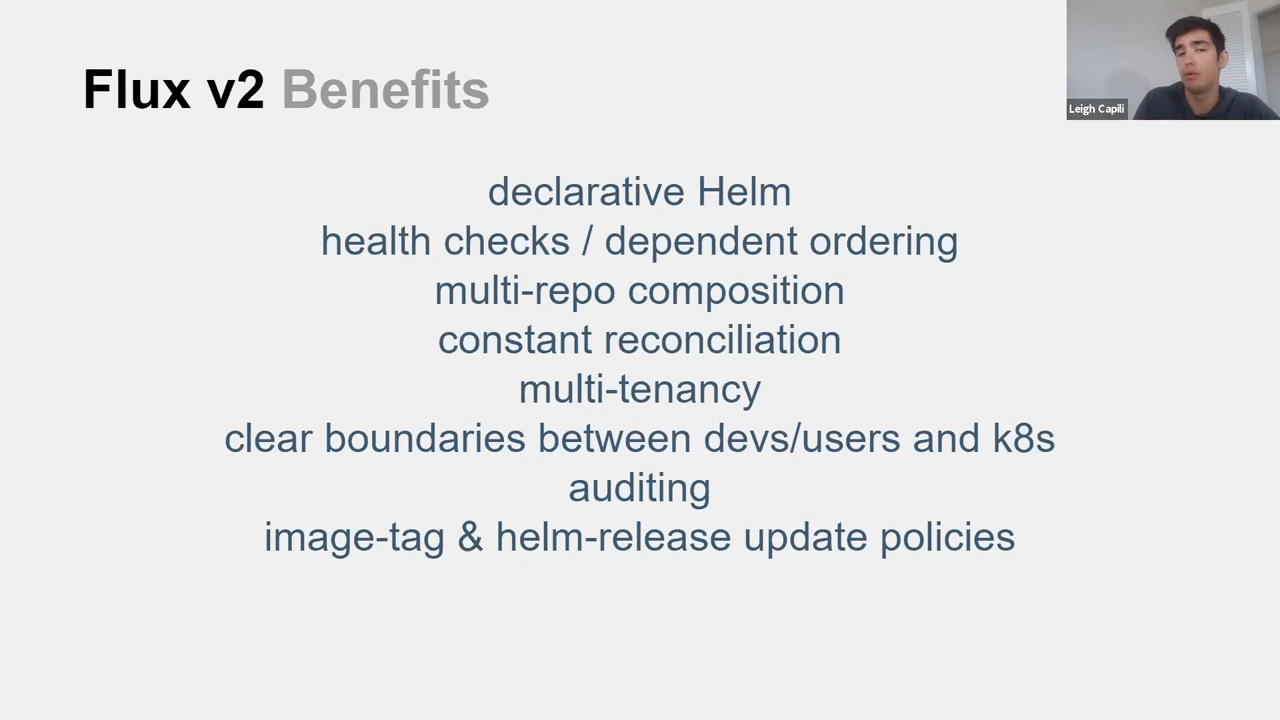 Flux v2 Benefits
Leigh Capili
declarative Helm
health checks / dependent ordering
multi-repo composition
constant reconciliation
multi-tenancy
clear boundaries between devs/users and k8s
auditing
image-tag & helm-release update policies